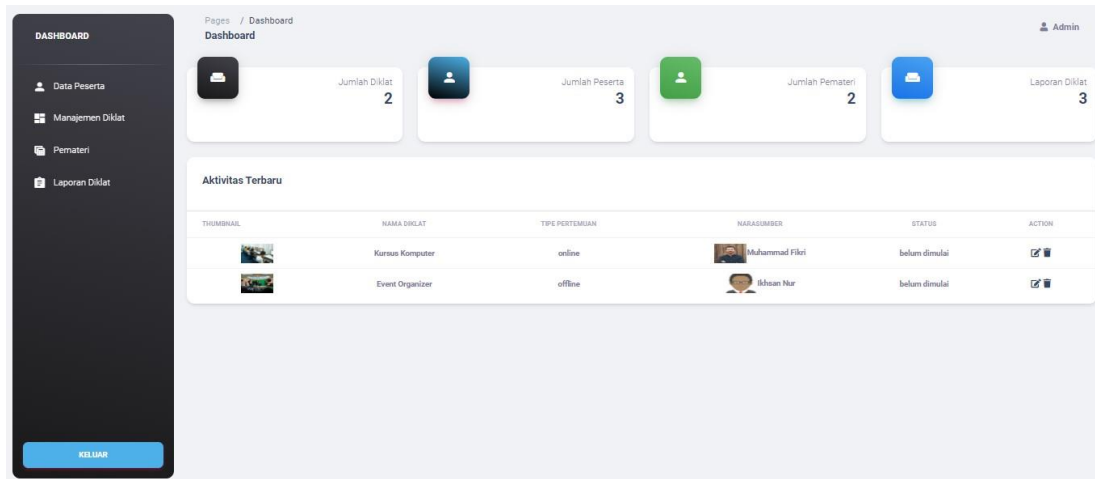 DASHBOARD
Data Peserta
Manajemen Diklat
Pemateri
Laporan Diklat
KELUAR
Pages / Dashboard
Dashboard
Admin
Jumlah Diklat
2
Jumlah Peserta
3
Jumlah Pemateri
2
Laporan Diklat
3
Aktivitas Terbaru
THUMBNAIL NAMA DIKLAT TIPE PERTEMUAN NARASUMBER STATUS ACTION
Kursus Komputer online Muhammad Fikri belum dimulai
Event Organizer offline Ikhsan Nur belum dimulai